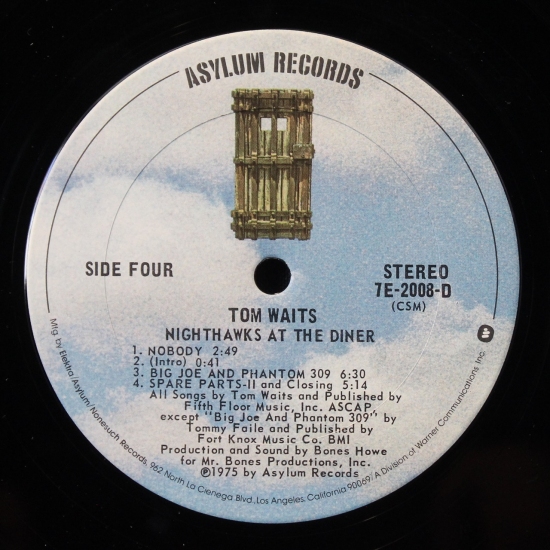 ASYLUM RECORDS
SIDE FOUR
STEREO
7E-2008-D
(CSM)
TOM WAITS
NIGHTHAWKS AT THE DINER
1. NOBODY 2:49
2. (Intro) 0:41
3. BIG JOE AND PHANTOM 309 6:30
4. SPARE PARTS-II and Closing 5:14
All Songs by Tom Waits and Published by
Fifth Floor Music, Inc. ASCAP,
except "Big Joe And Phantom 309" by
Tommy Faile and Published by
Fort Knox Music Co. BMI
Production and Sound by Bones Howe
for Mr. Bones Productions, Inc.
℗1975 by Asylum Records
Mfg. by Elektra/Asylum/Nonesuch Records, 962 North La Cienega Blvd., Los Angeles, California 90069/A Division of Warner Communications Inc.